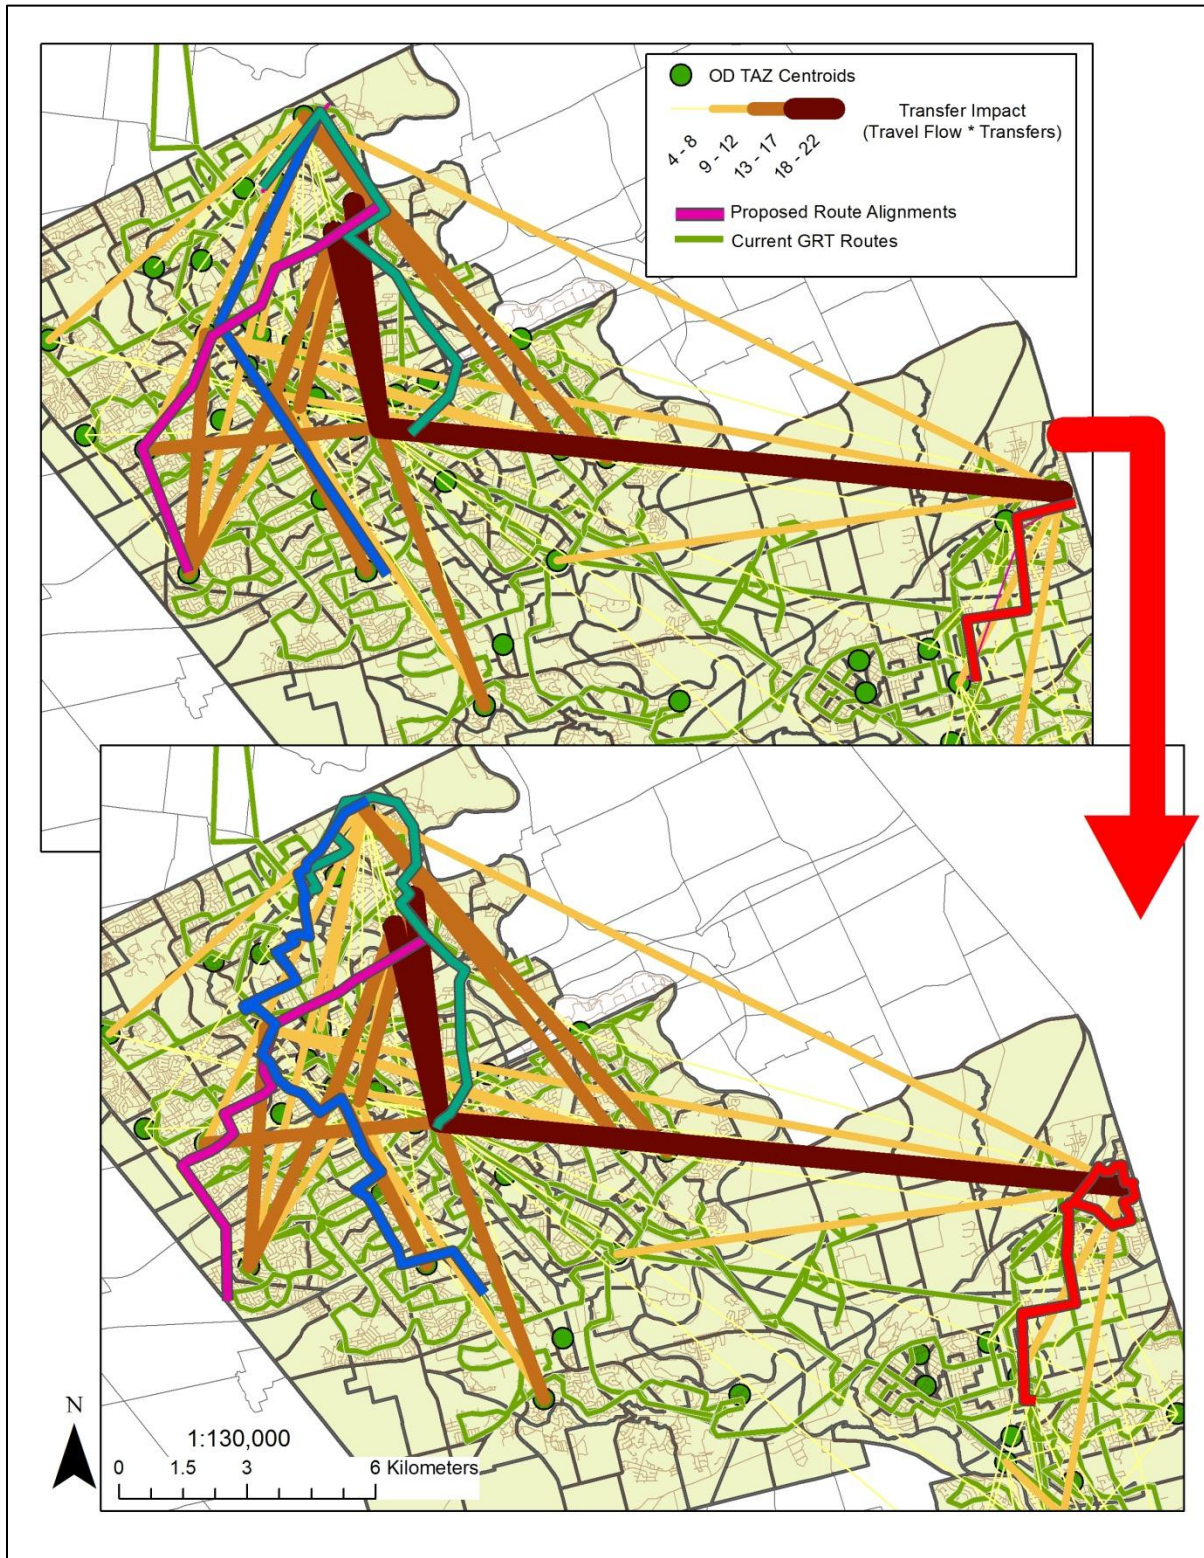 OD TAZ Centroids
Transfer Impact
(Travel Flow * Transfers)
4 - 8
9 - 12
13 - 17
18 - 22
Proposed Route Alignments
Current GRT Routes
N
1:130,000
0 1.5 3 6 Kilometers